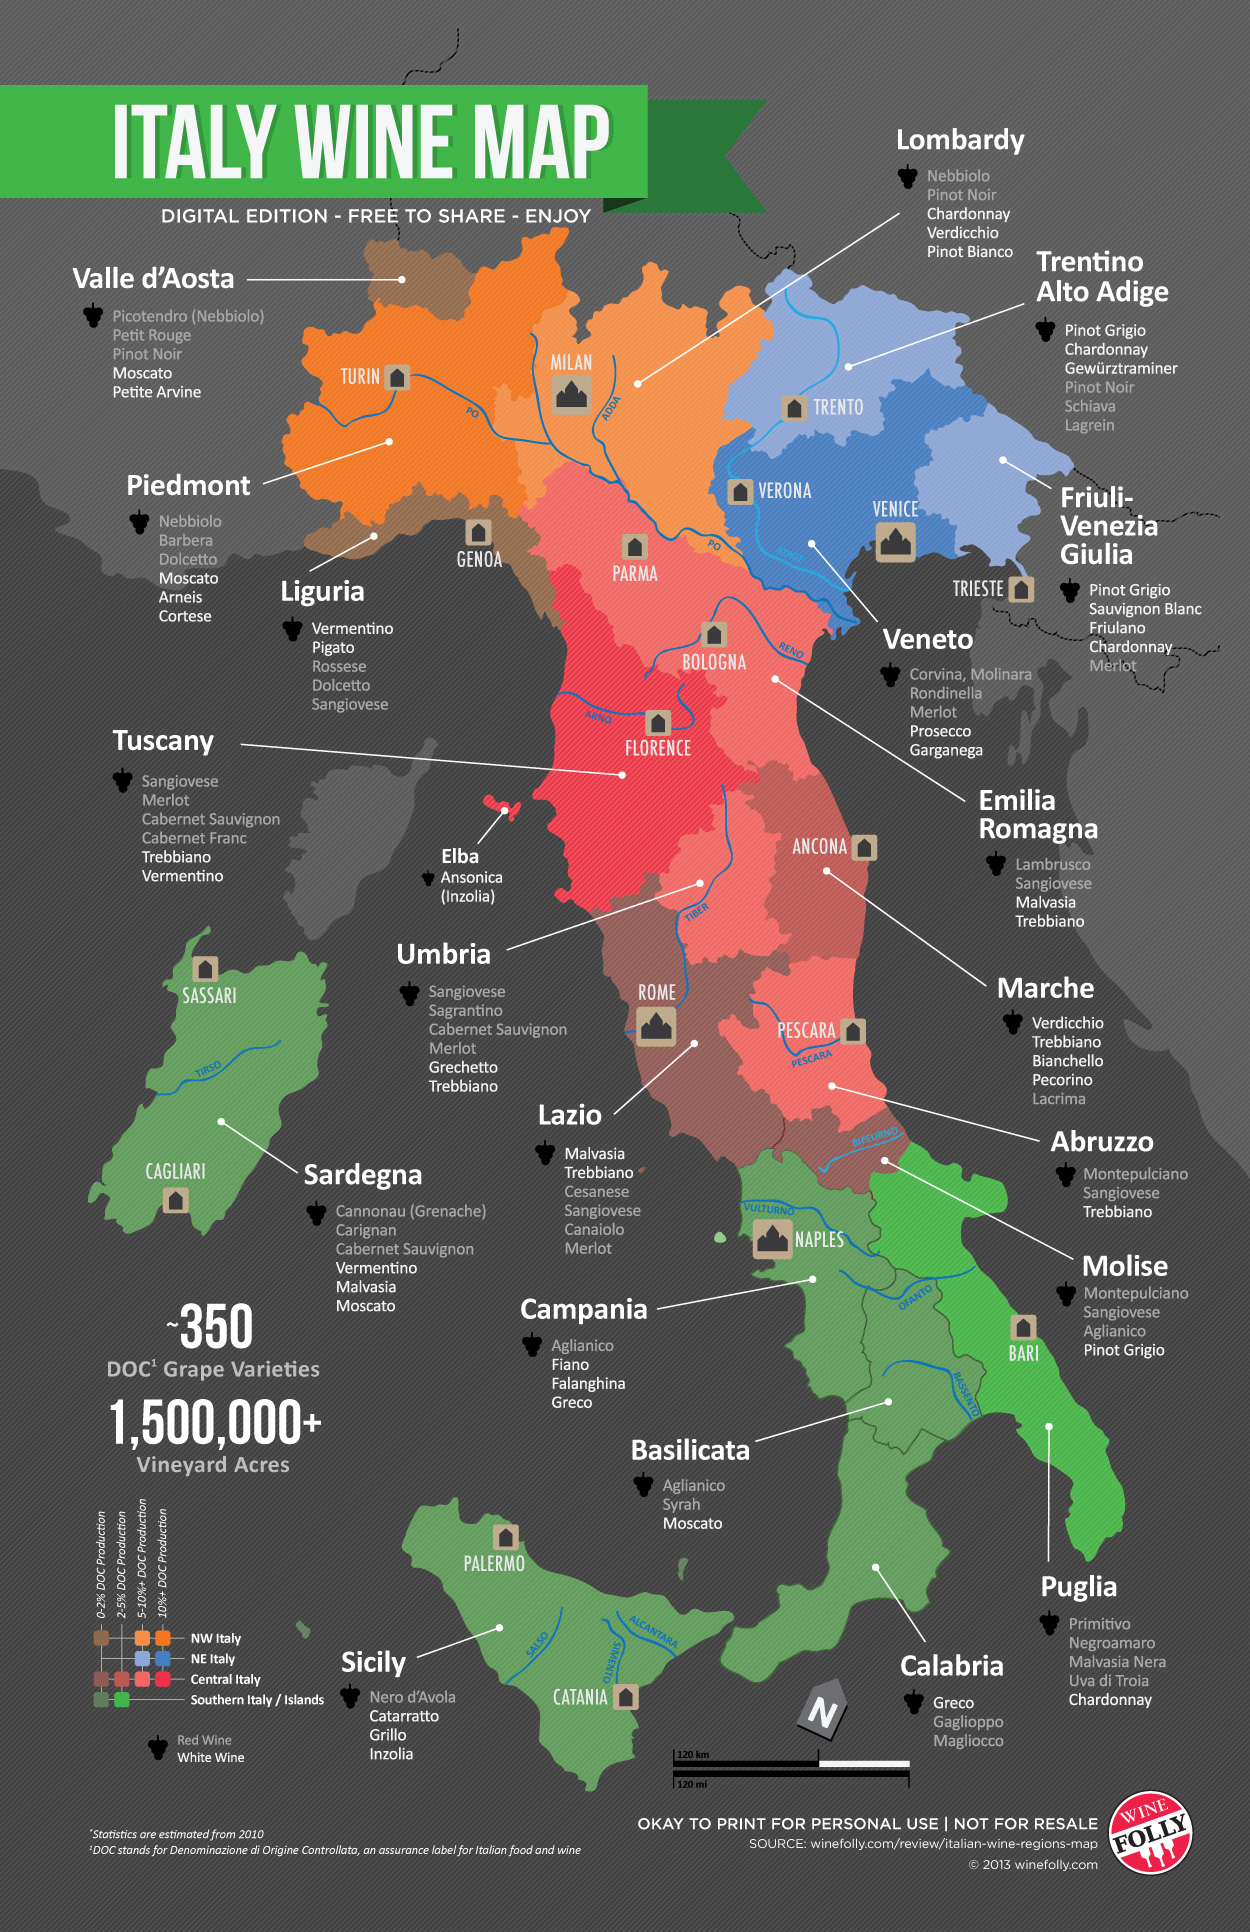 ITALY WINE MAP
DIGITAL EDITION - FREE TO SHARE - ENJOY
Lombardy
Nebbiolo
Pinot Noir
Chardonnay
Verdicchio
Pinot Bianco
Trentino
Alto Adige
Pinot Grigio
Chardonnay
Gewürztraminer
Pinot Noir
Schiava
Lagrein
Valle d'Aosta
Picotendro (Nebbiolo)
Petit Rouge
Pinot Noir
Moscato
Petite Arvine
TURIN
MILAN
PO
ADDA
TRENTO
VERONA
VENICE
ADIGE
PO
Piedmont
Nebbiolo
Barbera
Dolcetto
Moscato
Arneis
Cortese
Friuli-
Venezia
Giulia
Pinot Grigio
Sauvignon Blanc
Friulano
Chardonnay
Merlot
TRIESTE
GENOA
PARMA
Liguria
Vermentino
Pigato
Rossese
Dolcetto
Sangiovese
BOLOGNA
RENO
Veneto
Corvina, Molinara
Rondinella
Merlot
Prosecco
Garganega
ARNO
FLORENCE
Tuscany
Sangiovese
Merlot
Cabernet Sauvignon
Cabernet Franc
Trebbiano
Vermentino
Emilia
Romagna
Lambrusco
Sangiovese
Malvasia
Trebbiano
Elba
Ansonica
(Inzolia)
ANCONA
TIBER
Umbria
Sangiovese
Sagrantino
Cabernet Sauvignon
Merlot
Grechetto
Trebbiano
Marche
Verdicchio
Trebbiano
Bianchello
Pecorino
Lacrima
SASSARI
TIRSO
CAGLIARI
ROME
PESCARA
PESCARA
Lazio
Malvasia
Trebbiano
Cesanese
Sangiovese
Canaiolo
Merlot
Abruzzo
Montepulciano
Sangiovese
Trebbiano
BIFEURNO
Sardegna
Cannonau (Grenache)
Carignan
Cabernet Sauvignon
Vermentino
Malvasia
Moscato
VULTURNO
NAPLES
Molise
Montepulciano
Sangiovese
Aglianico
Pinot Grigio
Campania
Aglianico
Fiano
Falanghina
Greco
OFANTO
BARI
BASSENTO
~350
DOC¹ Grape Varieties
1,500,000+
Vineyard Acres
Basilicata
Aglianico
Syrah
Moscato
0-2% DOC Production
2-5% DOC Production
5-10%+ DOC Production
10%+ DOC Production
NW Italy
NE Italy
Central Italy
Southern Italy / Islands
Red Wine
White Wine
PALERMO
SALSO
SIMENTO
ALCANTARA
CATANIA
Sicily
Nero d'Avola
Catarratto
Grillo
Inzolia
Puglia
Primitivo
Negroamaro
Malvasia Nera
Uva di Troia
Chardonnay
Calabria
Greco
Gaglioppo
Magliocco
N
120 km
120 mi
*Statistics are estimated from 2010
¹DOC stands for Denominazione di Origine Controllata, an assurance label for Italian food and wine
OKAY TO PRINT FOR PERSONAL USE | NOT FOR RESALE
SOURCE: winefolly.com/review/italian-wine-regions-map
© 2013 winefolly.com
WINE
FOLLY